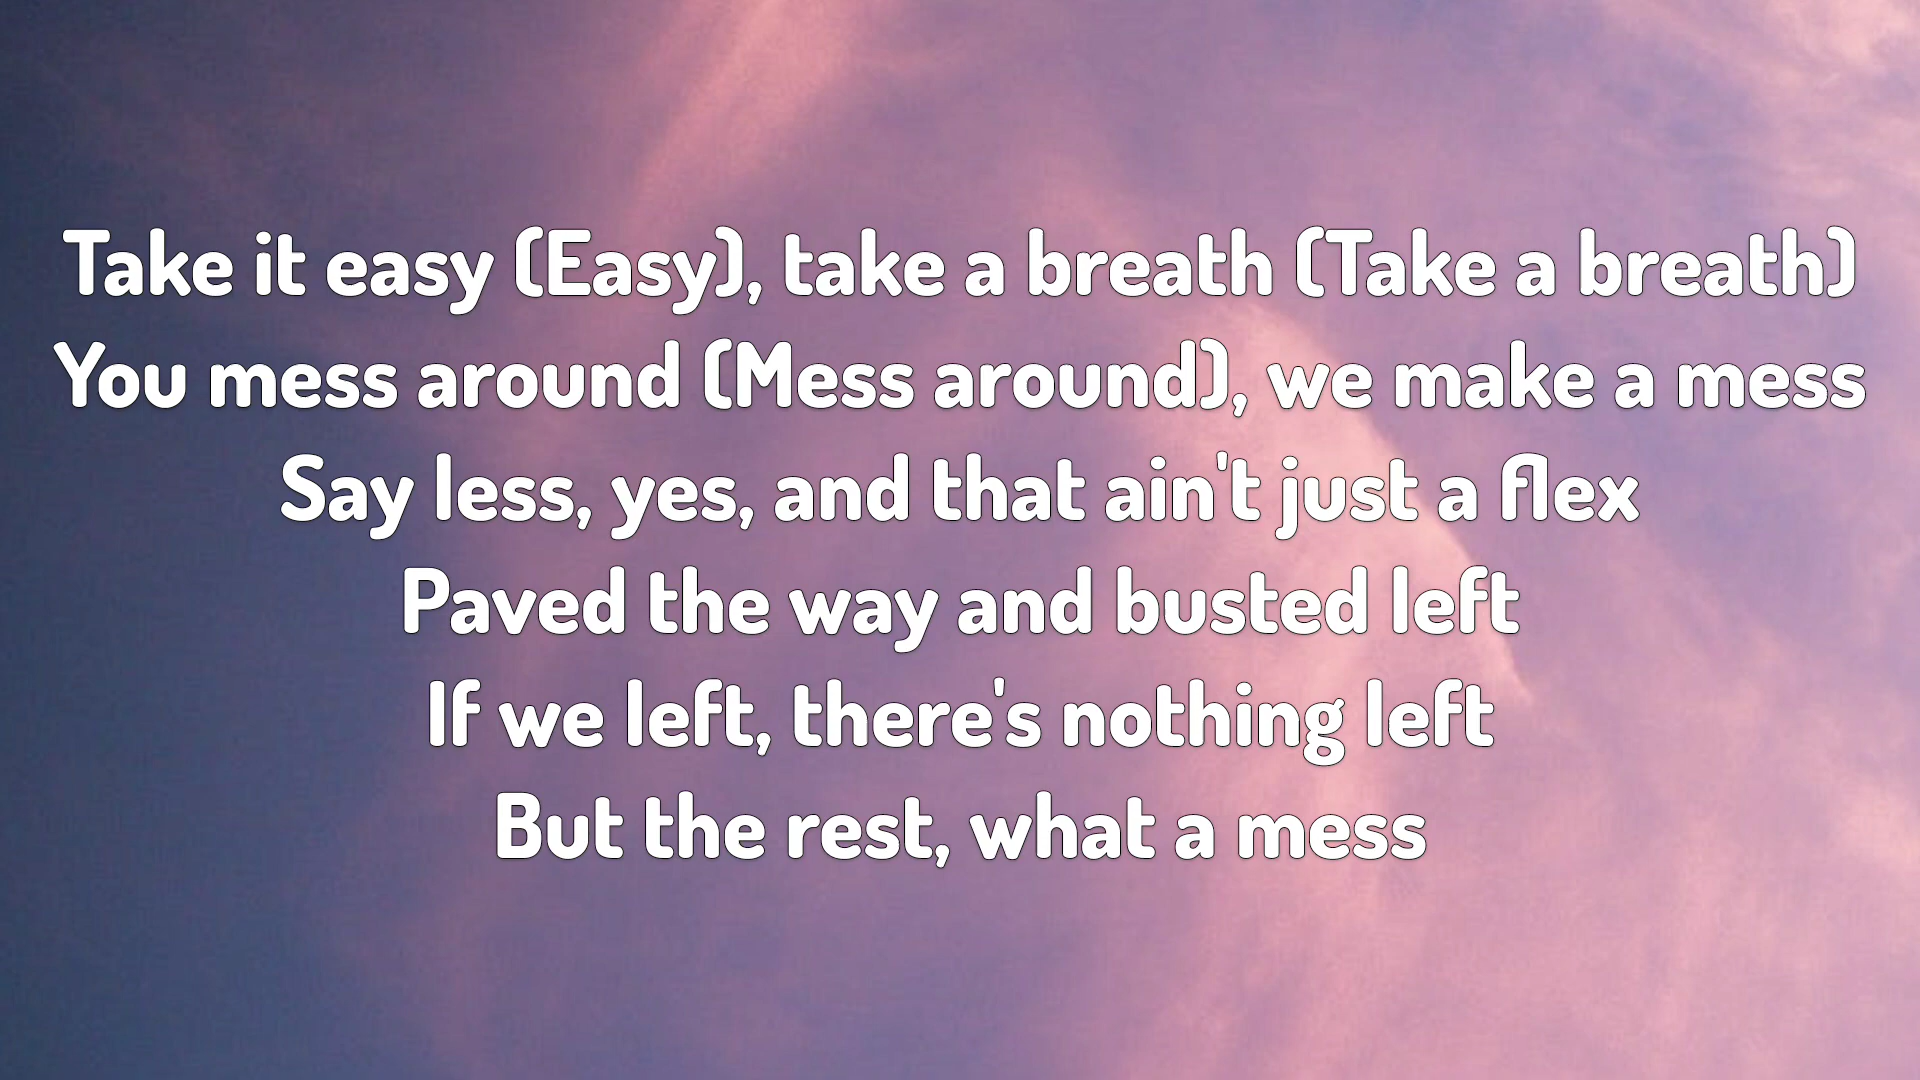 Take it easy (Easy), take a breath (Take a breath)
You mess around (Mess around), we make a mess
Say less, yes, and that ain't just a flex
Paved the way and busted left
If we left, there's nothing left
But the rest, what a mess